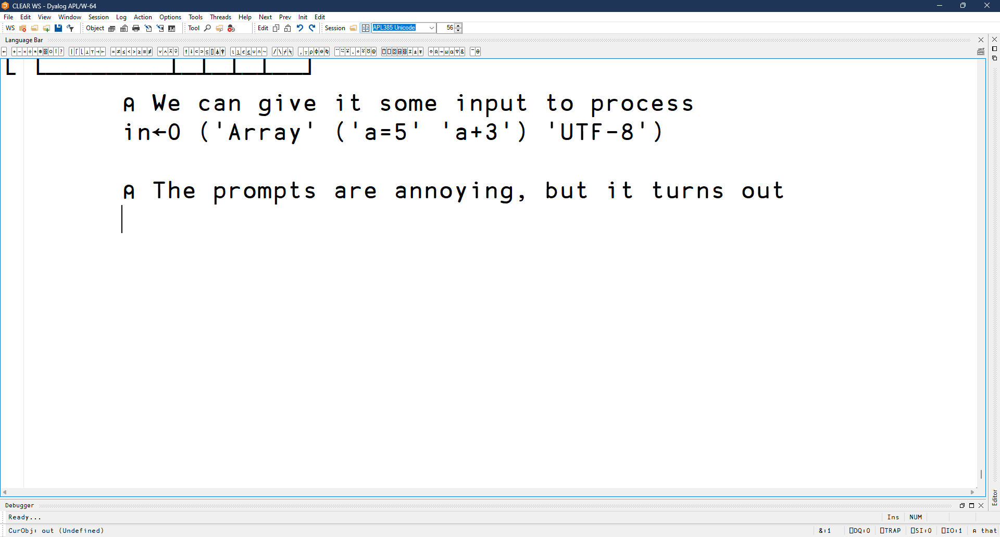 CLEAR WS - Dyalog APL/W-64
File Edit View Window Session Log Action Options Tools Threads Help Next Prev Init Edit
WS Object Tool Edit Session APL385 Unicode 56
Language Bar
⍝ We can give it some input to process
in←0 ('Array' ('a=5' 'a+3') 'UTF-8')
⍝ The prompts are annoying, but it turns out
Editor
Debugger
Ready...
Ins NUM
CurObj: out (Undefined)
&:1 ⎕DQ:0 ⎕TRAP ⎕SI:0 ⎕IO:1 ⍝ that